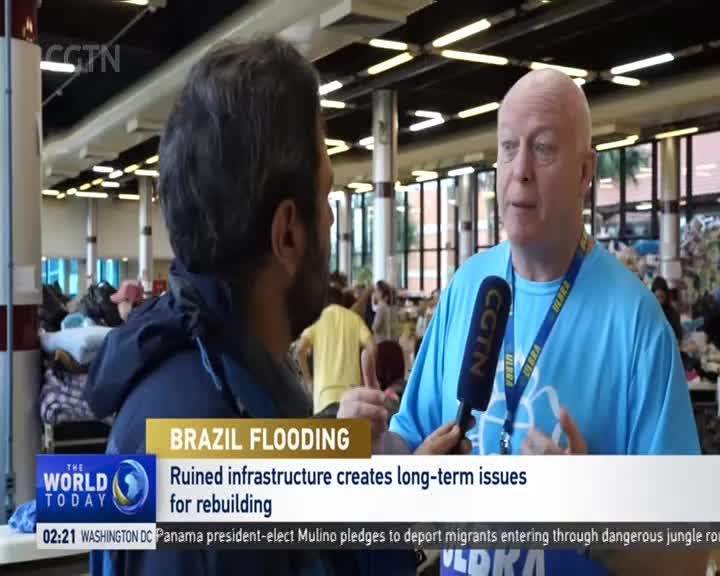 CGTN
CGTN
ULBRA
ULBRA
BRAZIL FLOODING
Ruined infrastructure creates long-term issues
for rebuilding
THE
WORLD
TODAY
02:21 WASHINGTON DC
Panama president-elect Mulino pledges to deport migrants entering through dangerous jungle
ULBRA